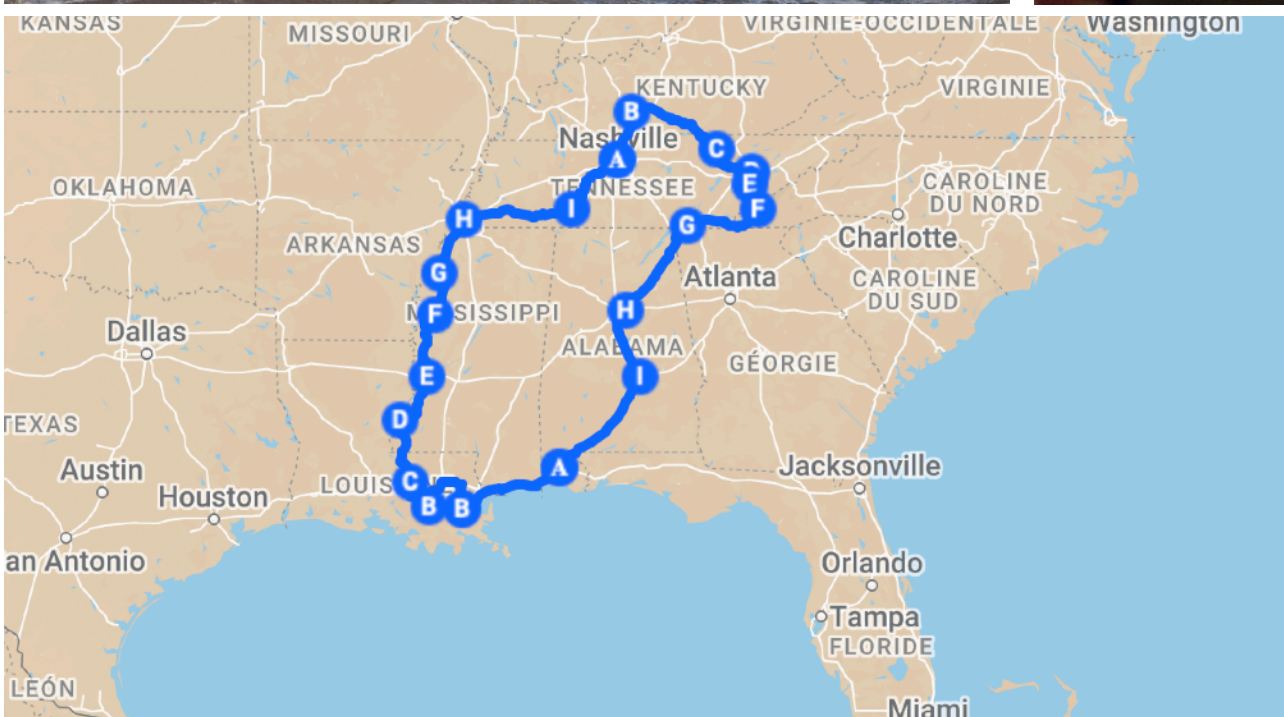 KANSAS
MISSOURI
VIRGINIE-OCCIDENTALE
Washington
KENTUCKY
VIRGINIE
B
Nashville
C
A
E
OKLAHOMA
TENNESSEE
CAROLINE
DU NORD
I
F
H
G
ARKANSAS
Charlotte
G
Atlanta
CAROLINE
DU SUD
F
MISSISSIPPI
H
Dallas
ALABAMA
GÉORGIE
E
I
D
TEXAS
A
Austin
Jacksonville
C
LOUIS
Houston
B
B
an Antonio
Orlando
Tampa
FLORIDE
LEÓN
Miami